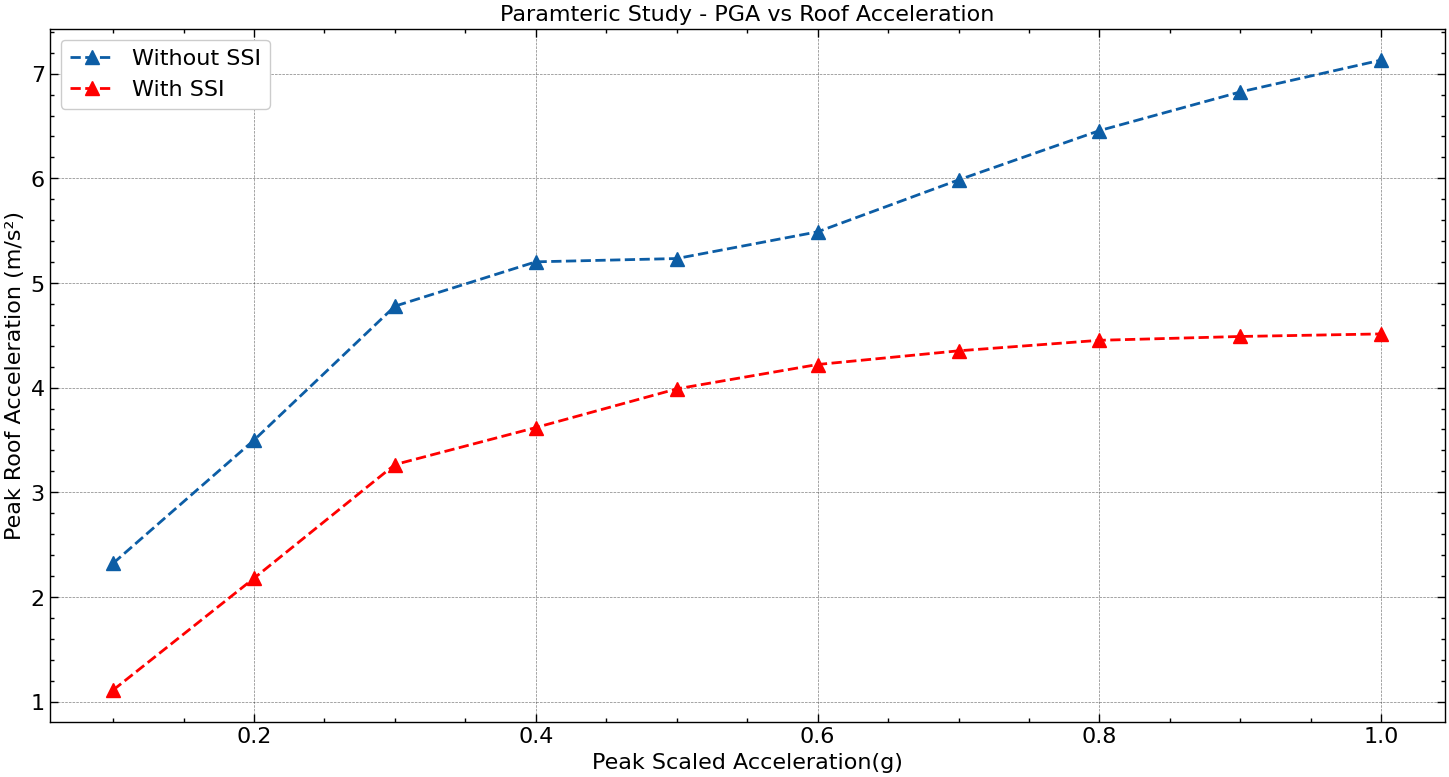 Paramteric Study - PGA vs Roof Acceleration
Without SSI
With SSI
Peak Roof Acceleration (m/s²)
7
6
5
4
3
2
1
0.2
0.4
0.6
0.8
1.0
Peak Scaled Acceleration(g)